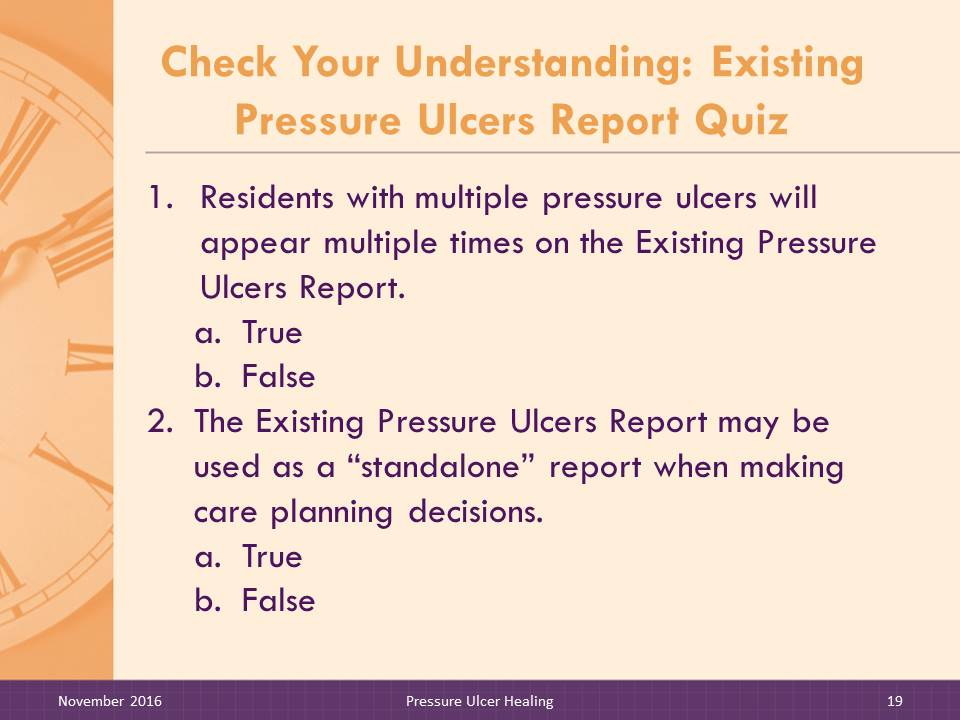 Check Your Understanding: Existing
Pressure Ulcers Report Quiz
1. Residents with multiple pressure ulcers will
appear multiple times on the Existing Pressure
Ulcers Report.
a. True
b. False
2. The Existing Pressure Ulcers Report may be
used as a “standalone” report when making
care planning decisions.
a. True
b. False
November 2016
Pressure Ulcer Healing
19